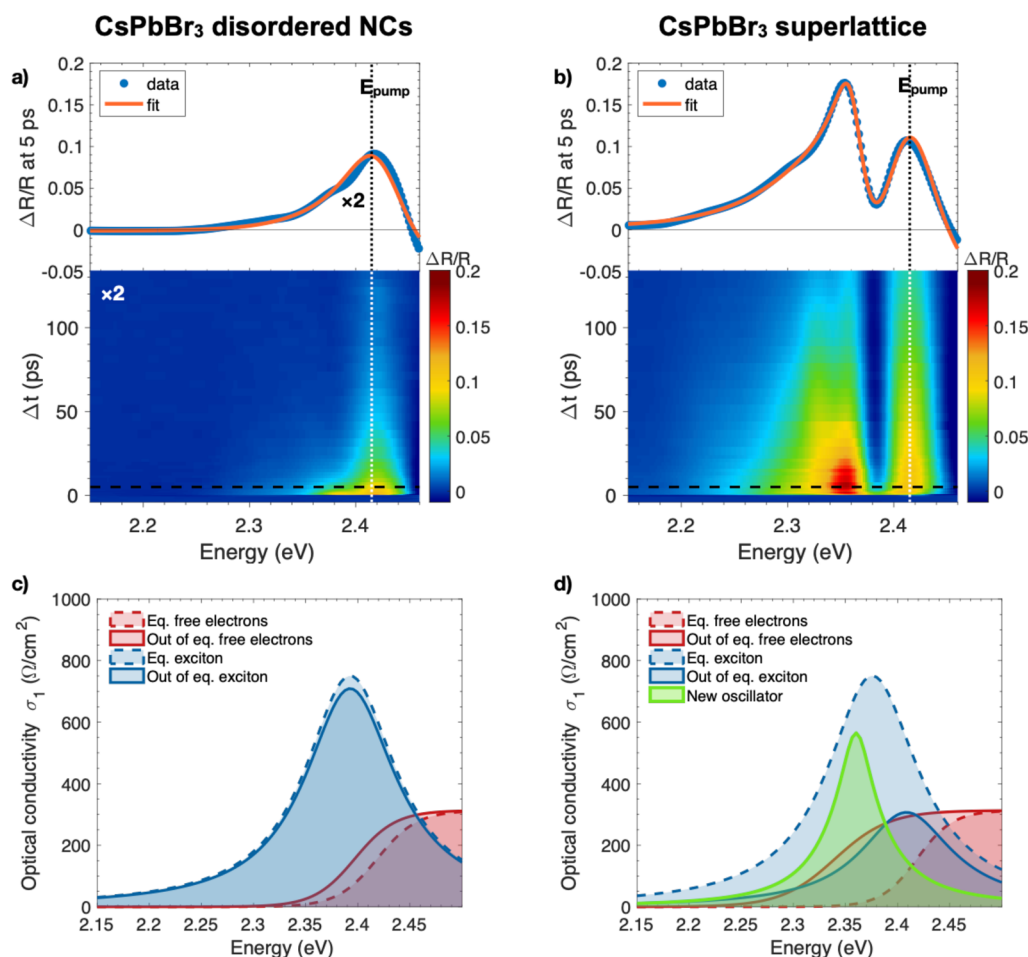 CsPbBr₃ disordered NCs
CsPbBr₃ superlattice
a)
0.2
0.15
0.1
0.05
0
-0.05
ΔR/R at 5 ps
data
fit
E_pump
×2
b)
0.2
0.15
0.1
0.05
0
-0.05
ΔR/R at 5 ps
data
fit
E_pump
×2
100
50
0
Δt (ps)
2.2
2.3
2.4
Energy (eV)
0.2
0.15
0.1
0.05
0
ΔR/R
100
50
0
Δt (ps)
2.2
2.3
2.4
Energy (eV)
ΔR/R
0.2
0.15
0.1
0.05
0
c)
1000
800
600
400
200
0
Optical conductivity σ₁ (Ω/cm²)
Eq. free electrons
Out of eq. free electrons
Eq. exciton
Out of eq. exciton
2.15
2.2
2.25
2.3
2.35
2.4
2.45
Energy (eV)
d)
1000
800
600
400
200
0
Optical conductivity σ₁ (Ω/cm²)
Eq. free electrons
Out of eq. free electrons
Eq. exciton
Out of eq. exciton
New oscillator
2.15
2.2
2.25
2.3
2.35
2.4
2.45
Energy (eV)